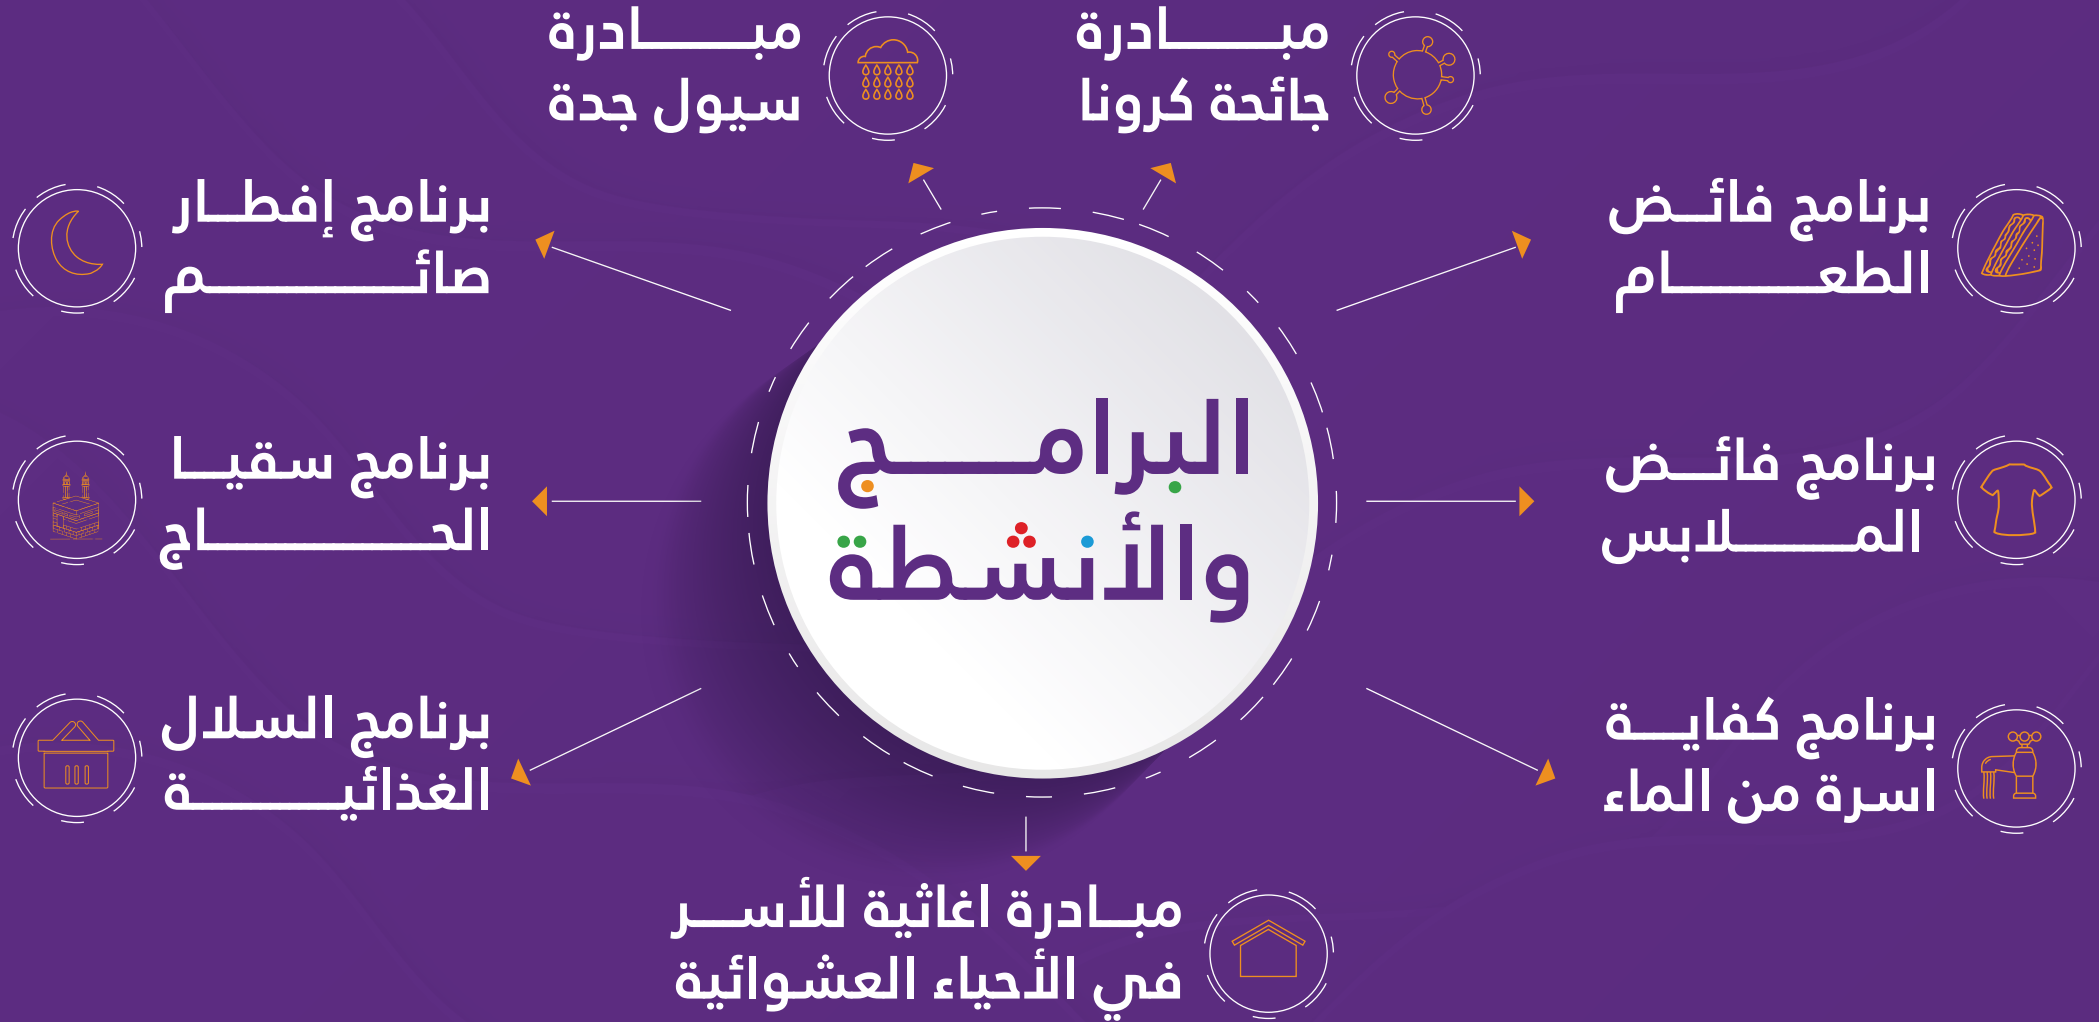 مبادرة
جائحة كرونا
مبادرة
سيول جدة
برنامج فائض
الطعام
برنامج إفطار
صائم
برنامج فائض
الملابس
البرامج
والأنشطة
برنامج سقيا
الحاج
برنامج كفاية
اسرة من الماء
برنامج السلال
الغذائية
مبادرة اغاثية للأسر
في الأحياء العشوائية